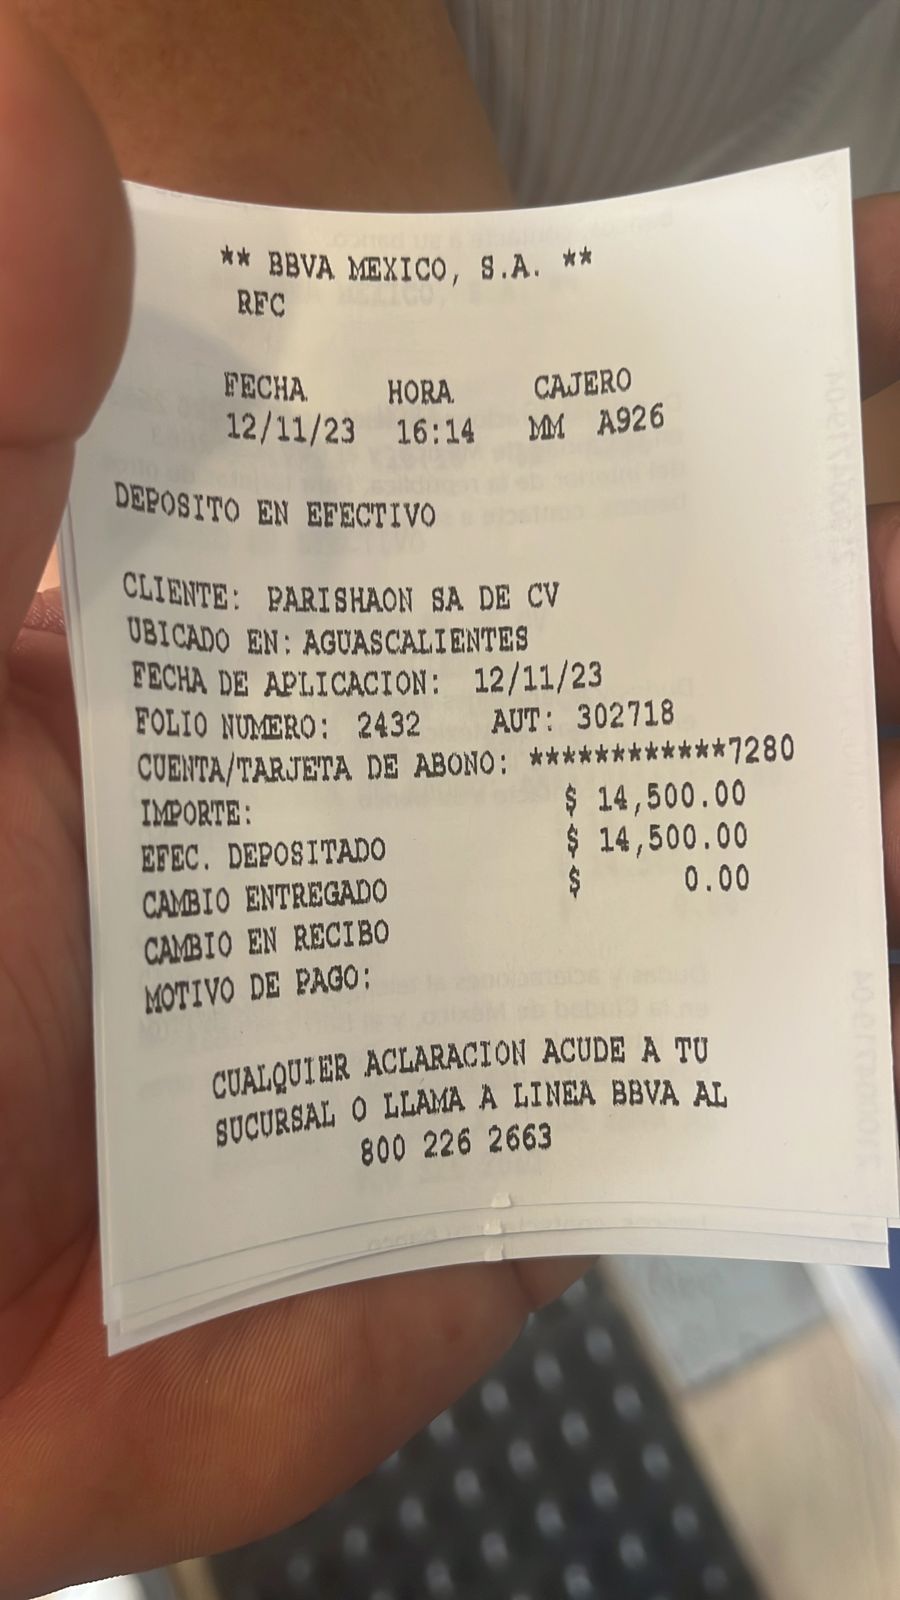 ** BBVA MEXICO, S.A. **
RFC
FECHA HORA CAJERO
12/11/23 16:14 MM A926
DEPOSITO EN EFECTIVO
CLIENTE: PARISHAON SA DE CV
UBICADO EN: AGUASCALIENTES
FECHA DE APLICACION: 12/11/23
FOLIO NUMERO: 2432 AUT: 302718
CUENTA/TARJETA DE ABONO: ************7280
IMPORTE: $ 14,500.00
EFEC. DEPOSITADO $ 14,500.00
CAMBIO ENTREGADO $ 0.00
CAMBIO EN RECIBO
MOTIVO DE PAGO:
CUALQUIER ACLARACION ACUDE A TU
SUCURSAL O LLAMA A LINEA BBVA AL
800 226 2663